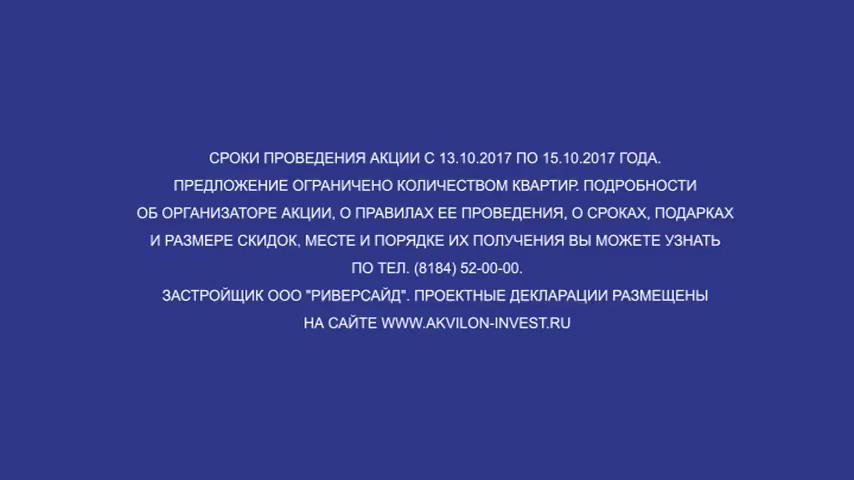 СРОКИ ПРОВЕДЕНИЯ АКЦИИ С 13.10.2017 ПО 15.10.2017 ГОДА.
ПРЕДЛОЖЕНИЕ ОГРАНИЧЕНО КОЛИЧЕСТВОМ КВАРТИР. ПОДРОБНОСТИ
ОБ ОРГАНИЗАТОРЕ АКЦИИ, О ПРАВИЛАХ ЕЕ ПРОВЕДЕНИЯ, О СРОКАХ, ПОДАРКАХ
И РАЗМЕРЕ СКИДОК, МЕСТЕ И ПОРЯДКЕ ИХ ПОЛУЧЕНИЯ ВЫ МОЖЕТЕ УЗНАТЬ
ПО ТЕЛ. (8184) 52-00-00.
ЗАСТРОЙЩИК ООО "РИВЕРСАЙД". ПРОЕКТНЫЕ ДЕКЛАРАЦИИ РАЗМЕЩЕНЫ
НА САЙТЕ WWW.AKVILON-INVEST.RU